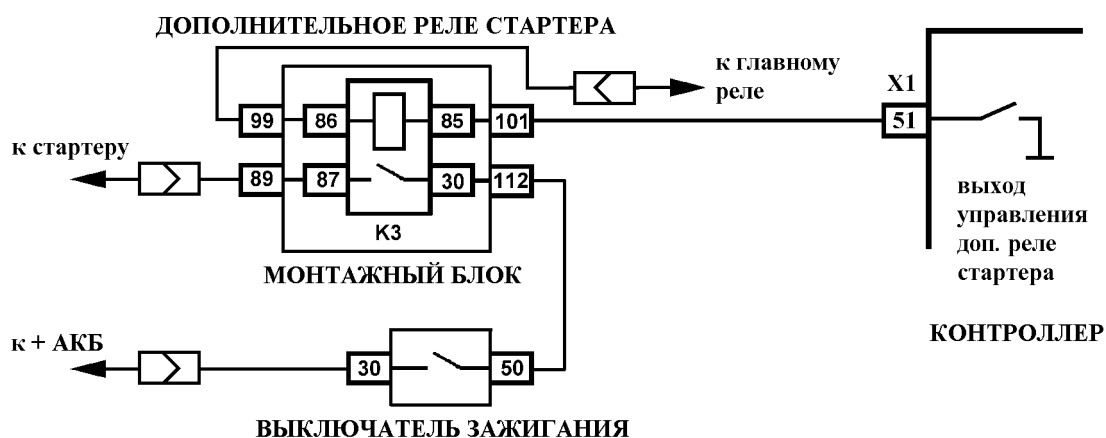 ДОПОЛНИТЕЛЬНОЕ РЕЛЕ СТАРТЕРА
к главному
реле
X1
99 86 85 101
51
к стартеру
89 87 30 112
К3
МОНТАЖНЫЙ БЛОК
выход
управления
доп. реле
стартера
КОНТРОЛЛЕР
к + АКБ
30 50
ВЫКЛЮЧАТЕЛЬ ЗАЖИГАНИЯ